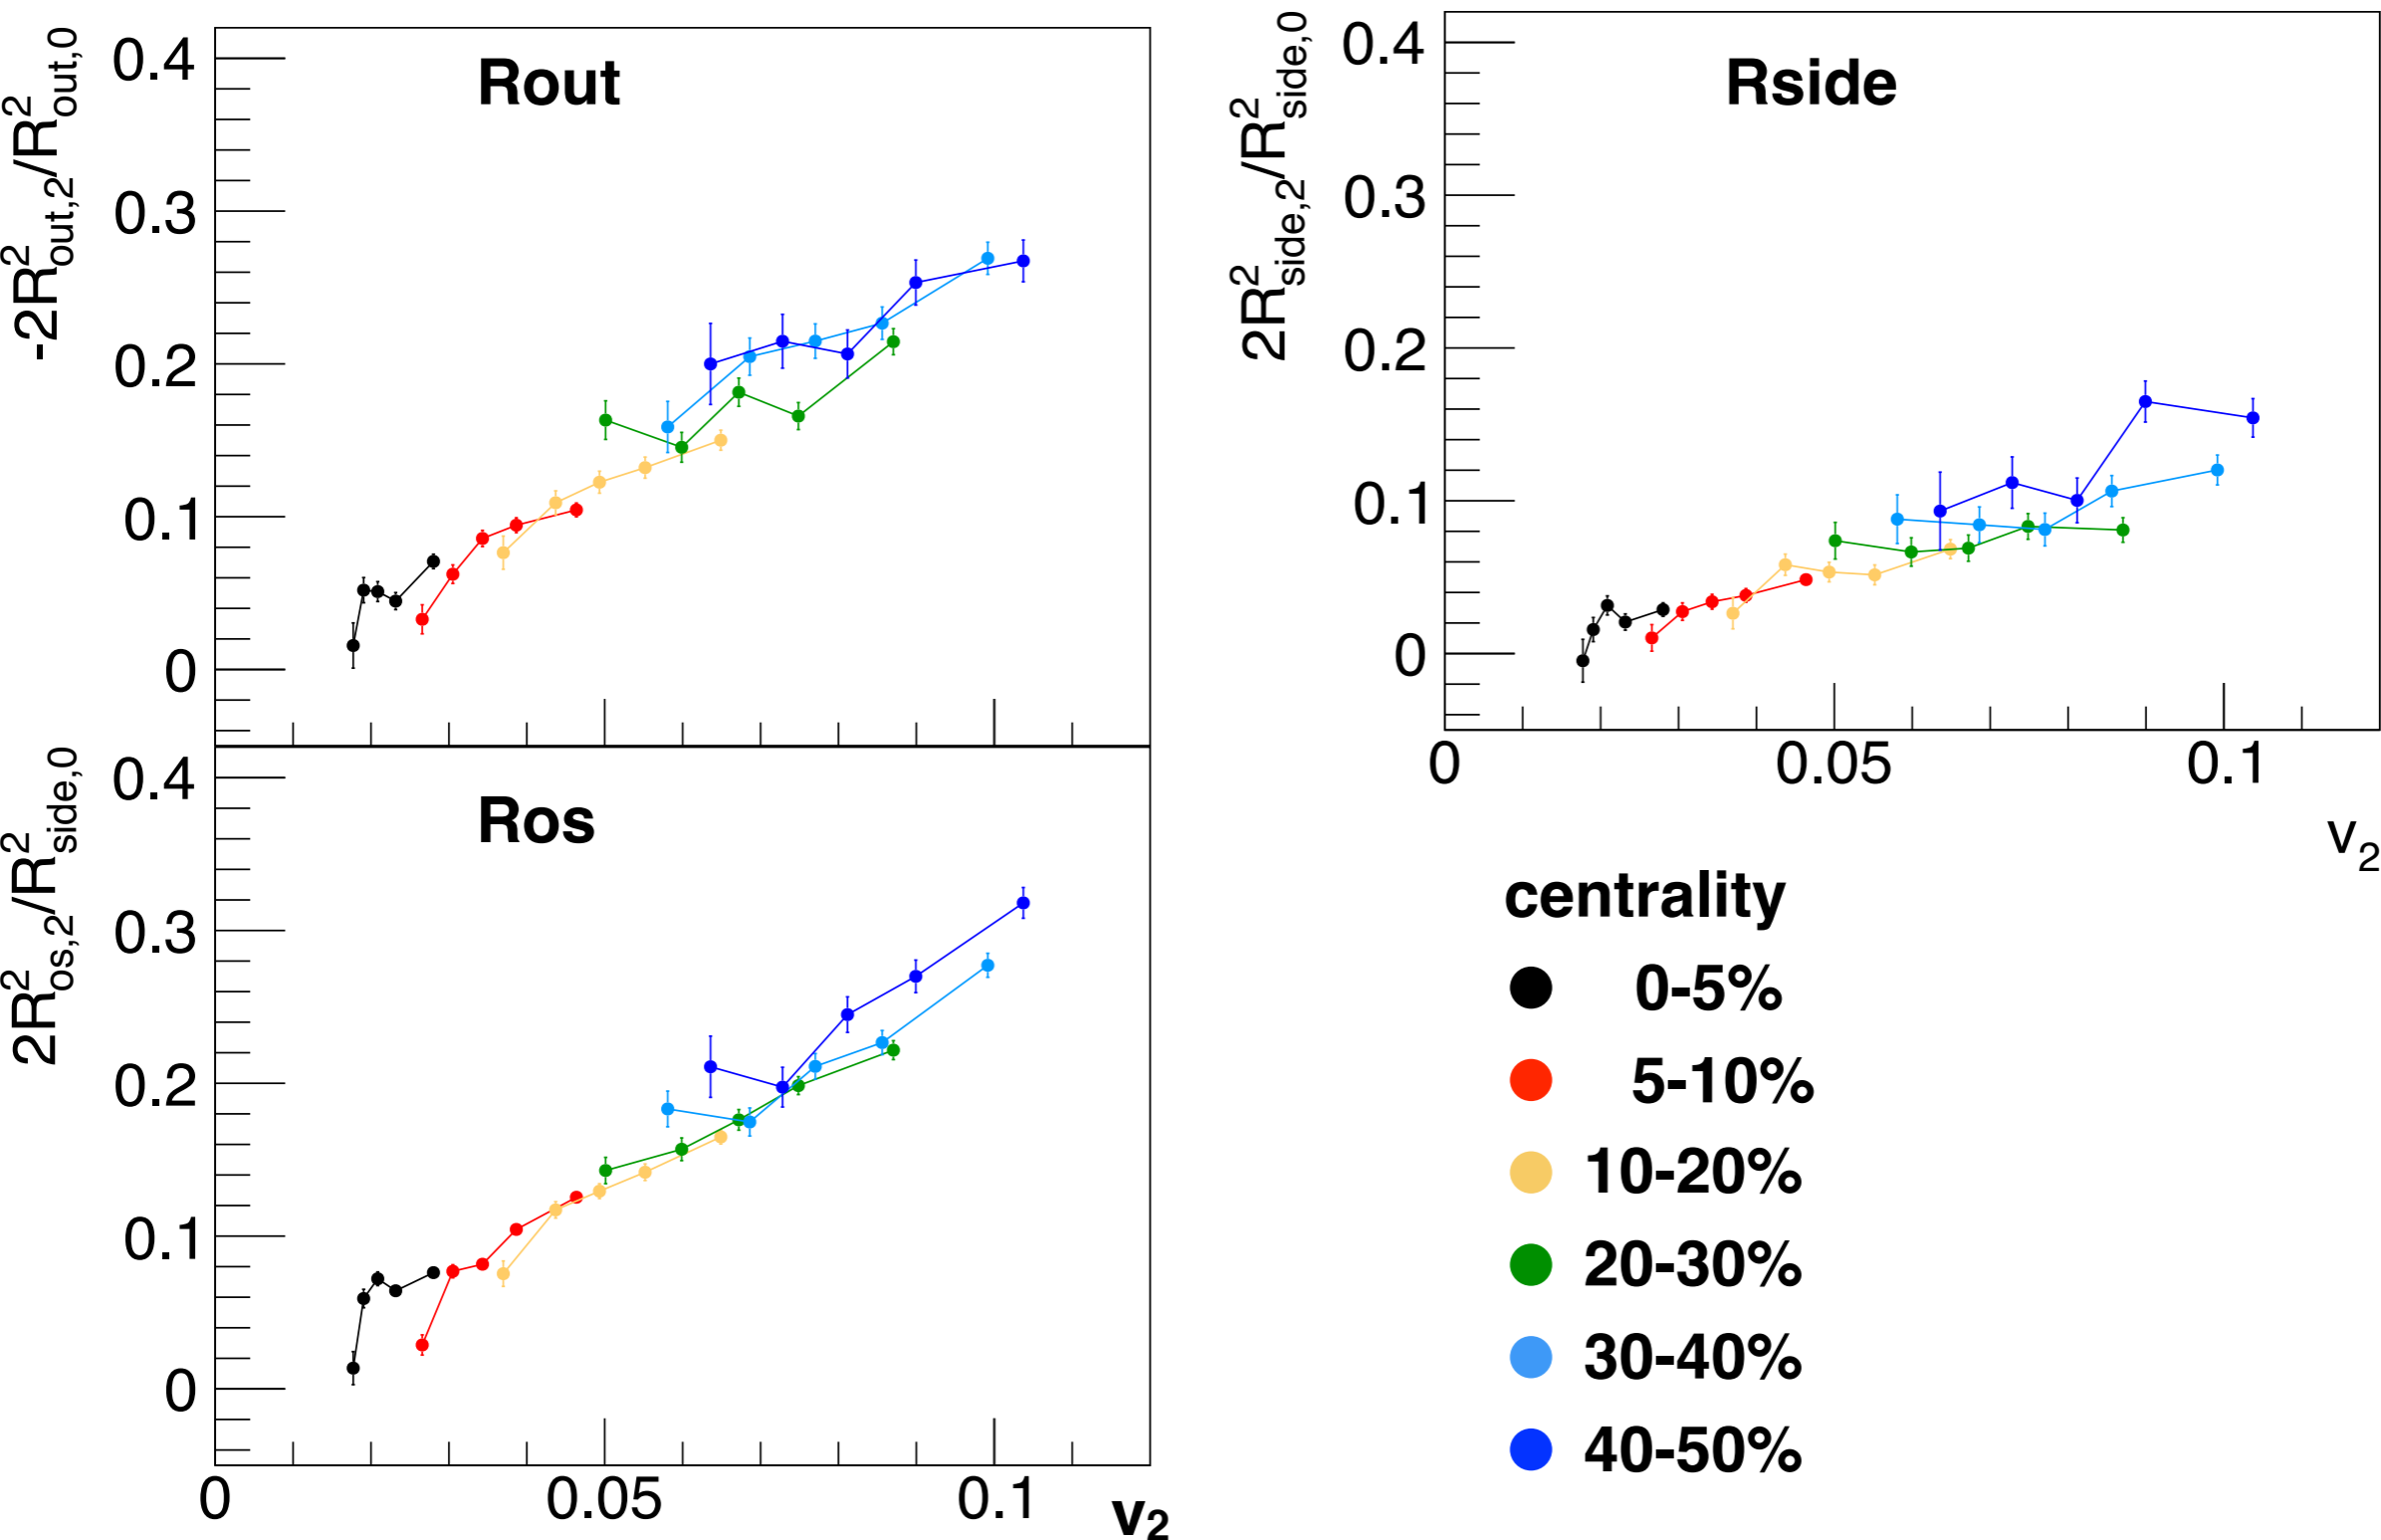 Rout
-2R²out,2/R²out,0
0.4
0.3
0.2
0.1
0
Rside
2R²side,2/R²side,0
0.4
0.3
0.2
0.1
0
0 0.05 0.1
v₂
Ros
2R²os,2/R²side,0
0.4
0.3
0.2
0.1
0
0 0.05 0.1
v₂
centrality
0-5%
5-10%
10-20%
20-30%
30-40%
40-50%